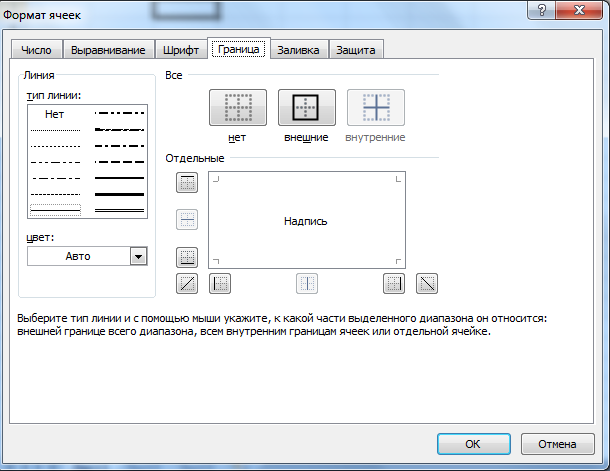 Формат ячеек
Число
Выравнивание
Шрифт
Граница
Заливка
Защита
Линия
тип линии:
Нет
цвет:
Авто
Все
нет
внешние
внутренние
Отдельные
Надпись
Выберите тип линии и с помощью мыши укажите, к какой части выделенного диапазона он относится:
внешней границе всего диапазона, всем внутренним границам ячеек или отдельной ячейке.
ОК
Отмена